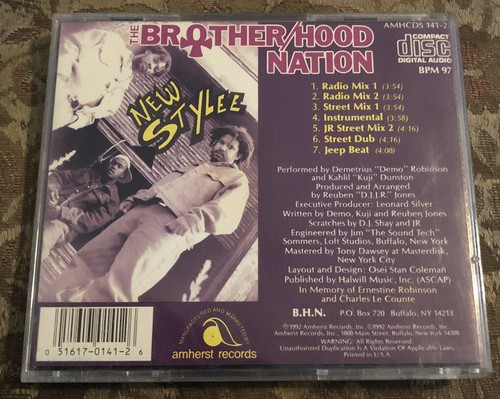 AMHCDS 141-2
THE BROTHER/HOOD
NATION
COMPACT
disc
DIGITAL AUDIO
BPM 97
NEW
STYLEE
1. Radio Mix 1 (3:54)
2. Radio Mix 2 (3:54)
3. Street Mix 1 (3:54)
4. Instrumental (3:58)
5. JR Street Mix 2 (4:16)
6. Street Dub (4:16)
7. Jeep Beat (4:08)
Performed by Demetrius "Demo" Robinson
and Kahlil "Kuji" Dunston
Produced and Arranged
by Reuben "D.J.J.R." Jones
Executive Producer: Leonard Silver
Written by Demo, Kuji and Reuben Jones
Scratches by D.J. Shay and JR
Engineered by Jim "The Sound Tech"
Sommers, Loft Studios, Buffalo, New York
Mastered by Tony Dawsey at Masterdisk,
New York City
Layout and Design: Osei Stan Coleman
Published by Halwill Music, Inc. (ASCAP)
In Memory of Ernestine Robinson
and Charles Le Counte
B.H.N. P.O. Box 720 Buffalo, NY 14213
℗1992 Amherst Records, Inc. ©1992 Amherst Records, Inc.
Amherst Records, Inc., 1800 Main Street, Buffalo, New York 14208
WARNING: All Rights Reserved.
Unauthorized Duplication Is A Violation Of Applicable Laws.
Printed in U.S.A.
MANUFACTURED AND MARKETED BY
amherst records
0 51617-0141-2 6